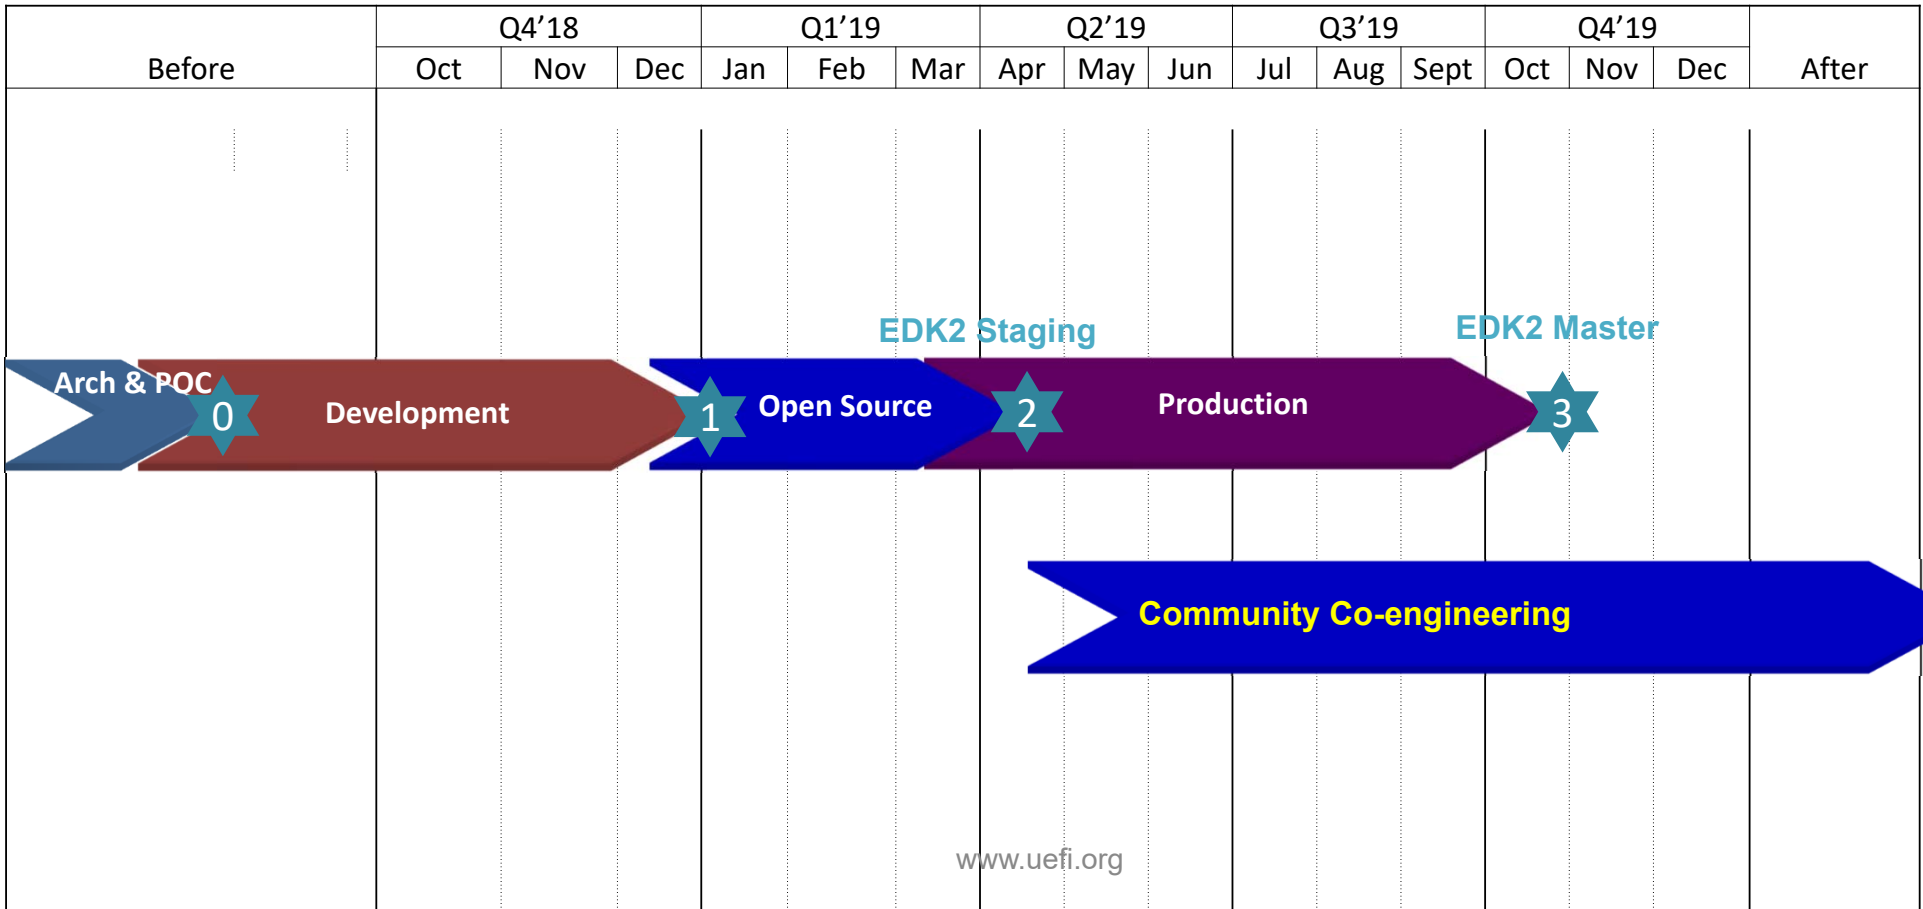 Before
Q4’18
Q1’19
Q2’19
Q3’19
Q4’19
After
Oct
Nov
Dec
Jan
Feb
Mar
Apr
May
Jun
Jul
Aug
Sept
Oct
Nov
Dec
EDK2 Staging
EDK2 Master
Arch & POC
0
Development
1
Open Source
2
Production
3
Community Co-engineering
www.uefi.org